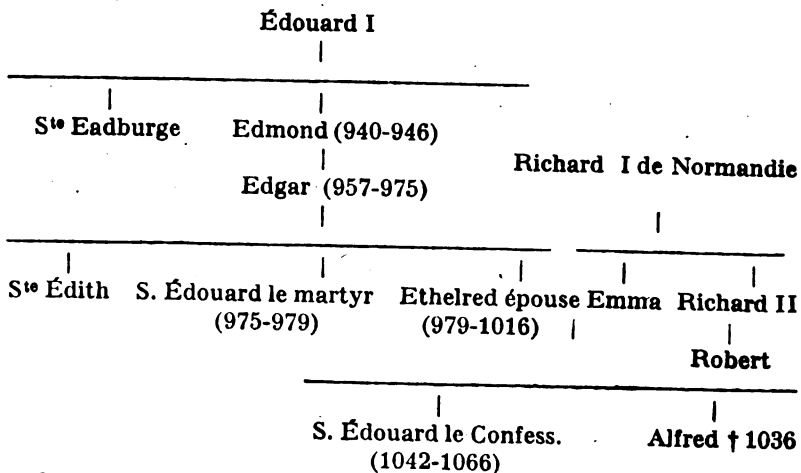 Édouard I
Ste Eadburge Edmond (940-946)
Richard I de Normandie
Edgar (957-975)
Ste Édith S. Édouard le martyr Ethelred épouse Emma Richard II
(975-979) (979-1016)
Robert
S. Édouard le Confess. Alfred † 1036
(1042-1066)